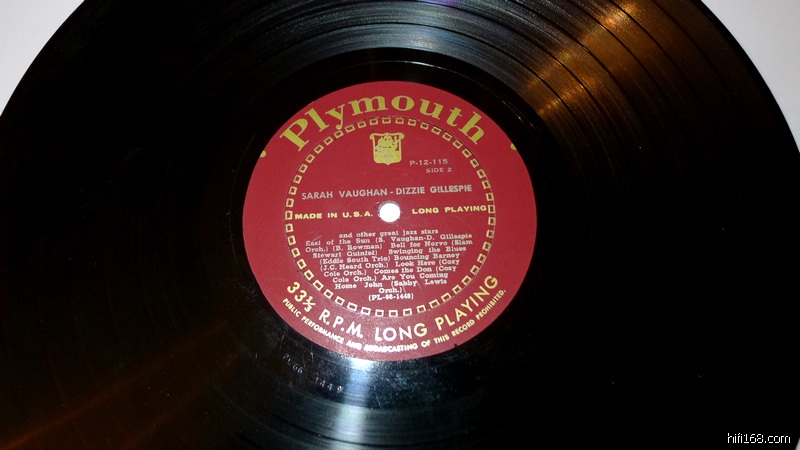 Plymouth
P-12-115
SIDE 2
SARAH VAUGHAN - DIZZIE GILLESPIE
MADE IN U.S.A. LONG PLAYING
and other great jazz stars
East of the Sun (S. Vaughan-D. Gillespie
Orch.) (B. Bowman) Bell for Norvo (Slam
Stewart Quintet) Swinging the Blues
(Eddie South Trio) Bouncing Barney
(J.C. Heard Orch.) Look Here (Cozy
Cole Orch.) Comes the Don (Cozy
Cole Orch.) Are You Coming
Home John (Sabby Lewis
Orch.)
(PL-86-1449)
33⅓ R.P.M. LONG PLAYING
PUBLIC PERFORMANCE AND BROADCASTING OF THIS RECORD PROHIBITED.
hifi168.com